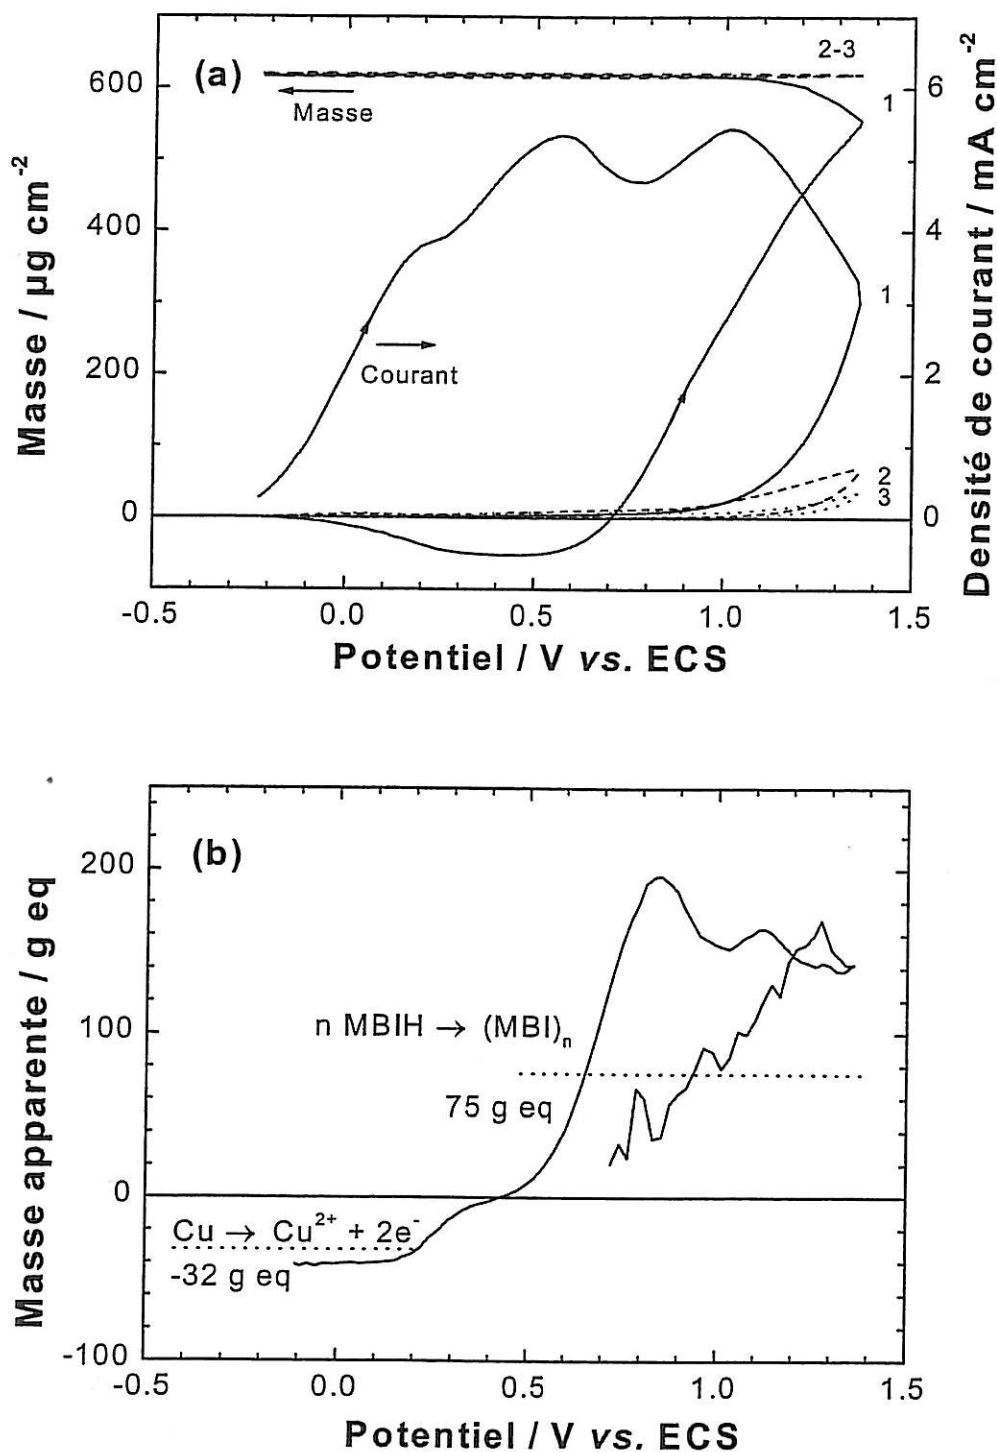 (a)
2-3
Masse
1
Courant
1
2
3
600
400
200
0
6
4
2
0
Masse / µg cm⁻²
Densité de courant / mA cm⁻²
-0.5 0.0 0.5 1.0 1.5
Potentiel / V vs. ECS
(b)
200
100
0
-100
Masse apparente / g eq
n MBIH → (MBI)ₙ
75 g eq
Cu → Cu²⁺ + 2e⁻
-32 g eq
-0.5 0.0 0.5 1.0 1.5
Potentiel / V vs. ECS